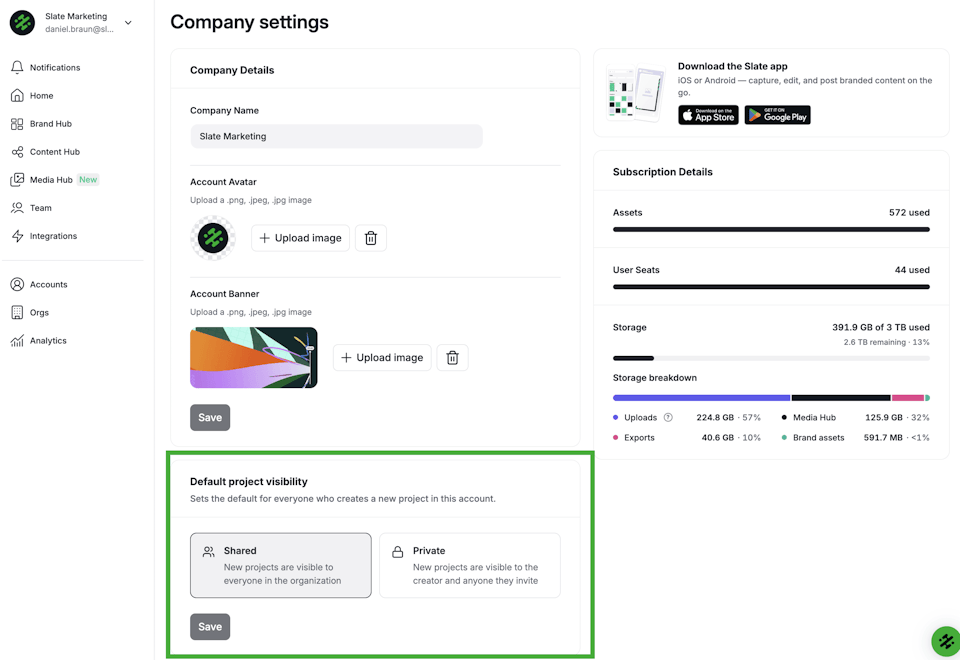 Slate Marketing
daniel.braun@sl...
Notifications
Home
Brand Hub
Content Hub
Media Hub New
Team
Integrations
Accounts
Orgs
Analytics
Company settings
Company Details
Company Name
Slate Marketing
Account Avatar
Upload a .png, .jpeg, .jpg image
Upload image
Account Banner
Upload a .png, .jpeg, .jpg image
Upload image
Save
Default project visibility
Sets the default for everyone who creates a new project in this account.
Shared
New projects are visible to
everyone in the organization
Private
New projects are visible to the
creator and anyone they invite
Save
Download the Slate app
iOS or Android — capture, edit, and post branded content on the
go.
Download on the
App Store
GET IT ON
Google Play
Subscription Details
Assets 572 used
User Seats 44 used
Storage 391.9 GB of 3 TB used
2.6 TB remaining · 13%
Storage breakdown
Uploads ? 224.8 GB · 57% Media Hub 125.9 GB · 32%
Exports 40.6 GB · 10% Brand assets 591.7 MB · <1%